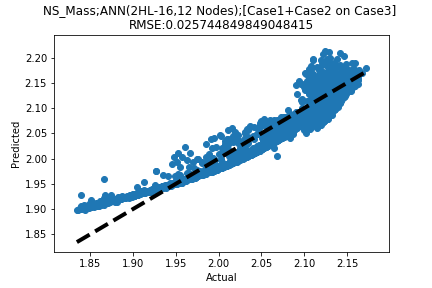 NS_Mass;ANN(2HL-16,12 Nodes);[Case1+Case2 on Case3]
RMSE:0.025744849849048415
Predicted
2.20
2.15
2.10
2.05
2.00
1.95
1.90
1.85
1.85 1.90 1.95 2.00 2.05 2.10 2.15
Actual